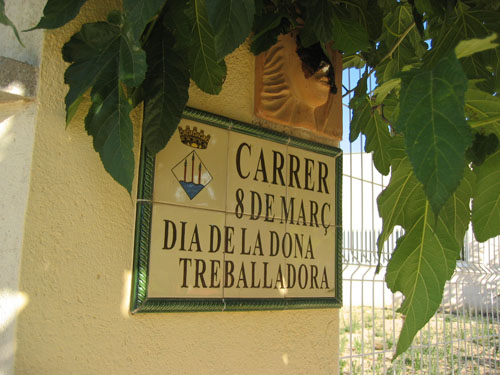 CARRER
8 DE MARÇ
DIA DE LA DONA
TREBALLADORA